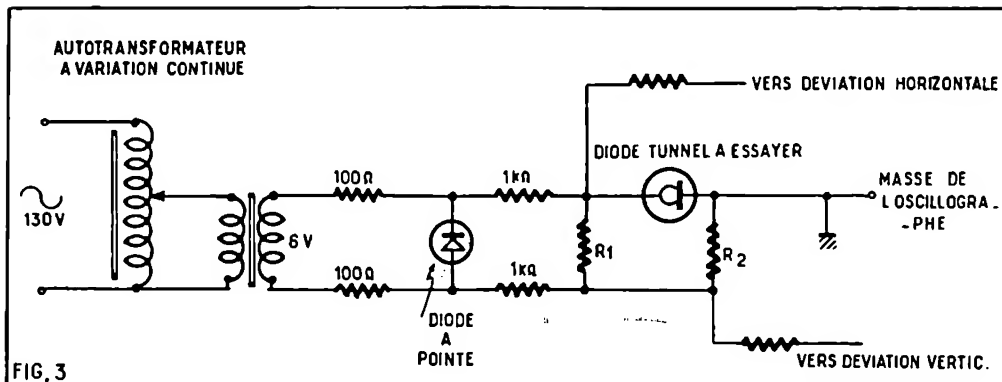 AUTOTRANSFORMATEUR
A VARIATION CONTINUE
VERS DEVIATION HORIZONTALE
DIODE TUNNEL A ESSAYER
100Ω
1kΩ
MASSE DE
L OSCILLOGRA_
_PHE
130V
6V
R1
R2
100Ω
1kΩ
DIODE
A
POINTE
VERS DEVIATION VERTIC.
FIG. 3